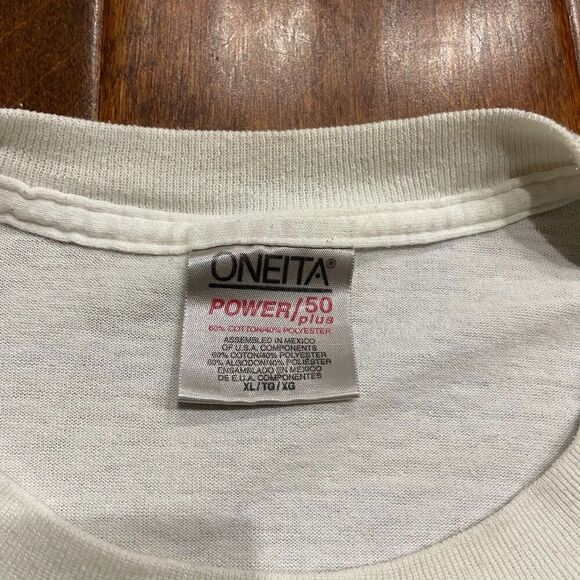 ONEITA®
POWER/50
plus
60% COTTON/40% POLYESTER
ASSEMBLED IN MEXICO
OF U.S.A. COMPONENTS
60% COTTON/40% POLYESTER
60% ALGODON/40% POLIESTER
ENSAMBLADO EN MEXICO
DE E.U.A. COMPONENTS
XL/TG/XG